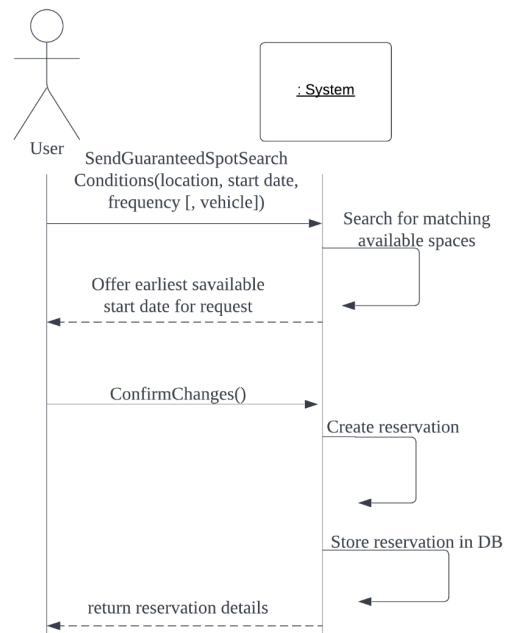 : System
User
SendGuaranteedSpotSearch
Conditions(location, start date,
frequency [, vehicle])
Search for matching
available spaces
Offer earliest savailable
start date for request
ConfirmChanges()
Create reservation
Store reservation in DB
return reservation details